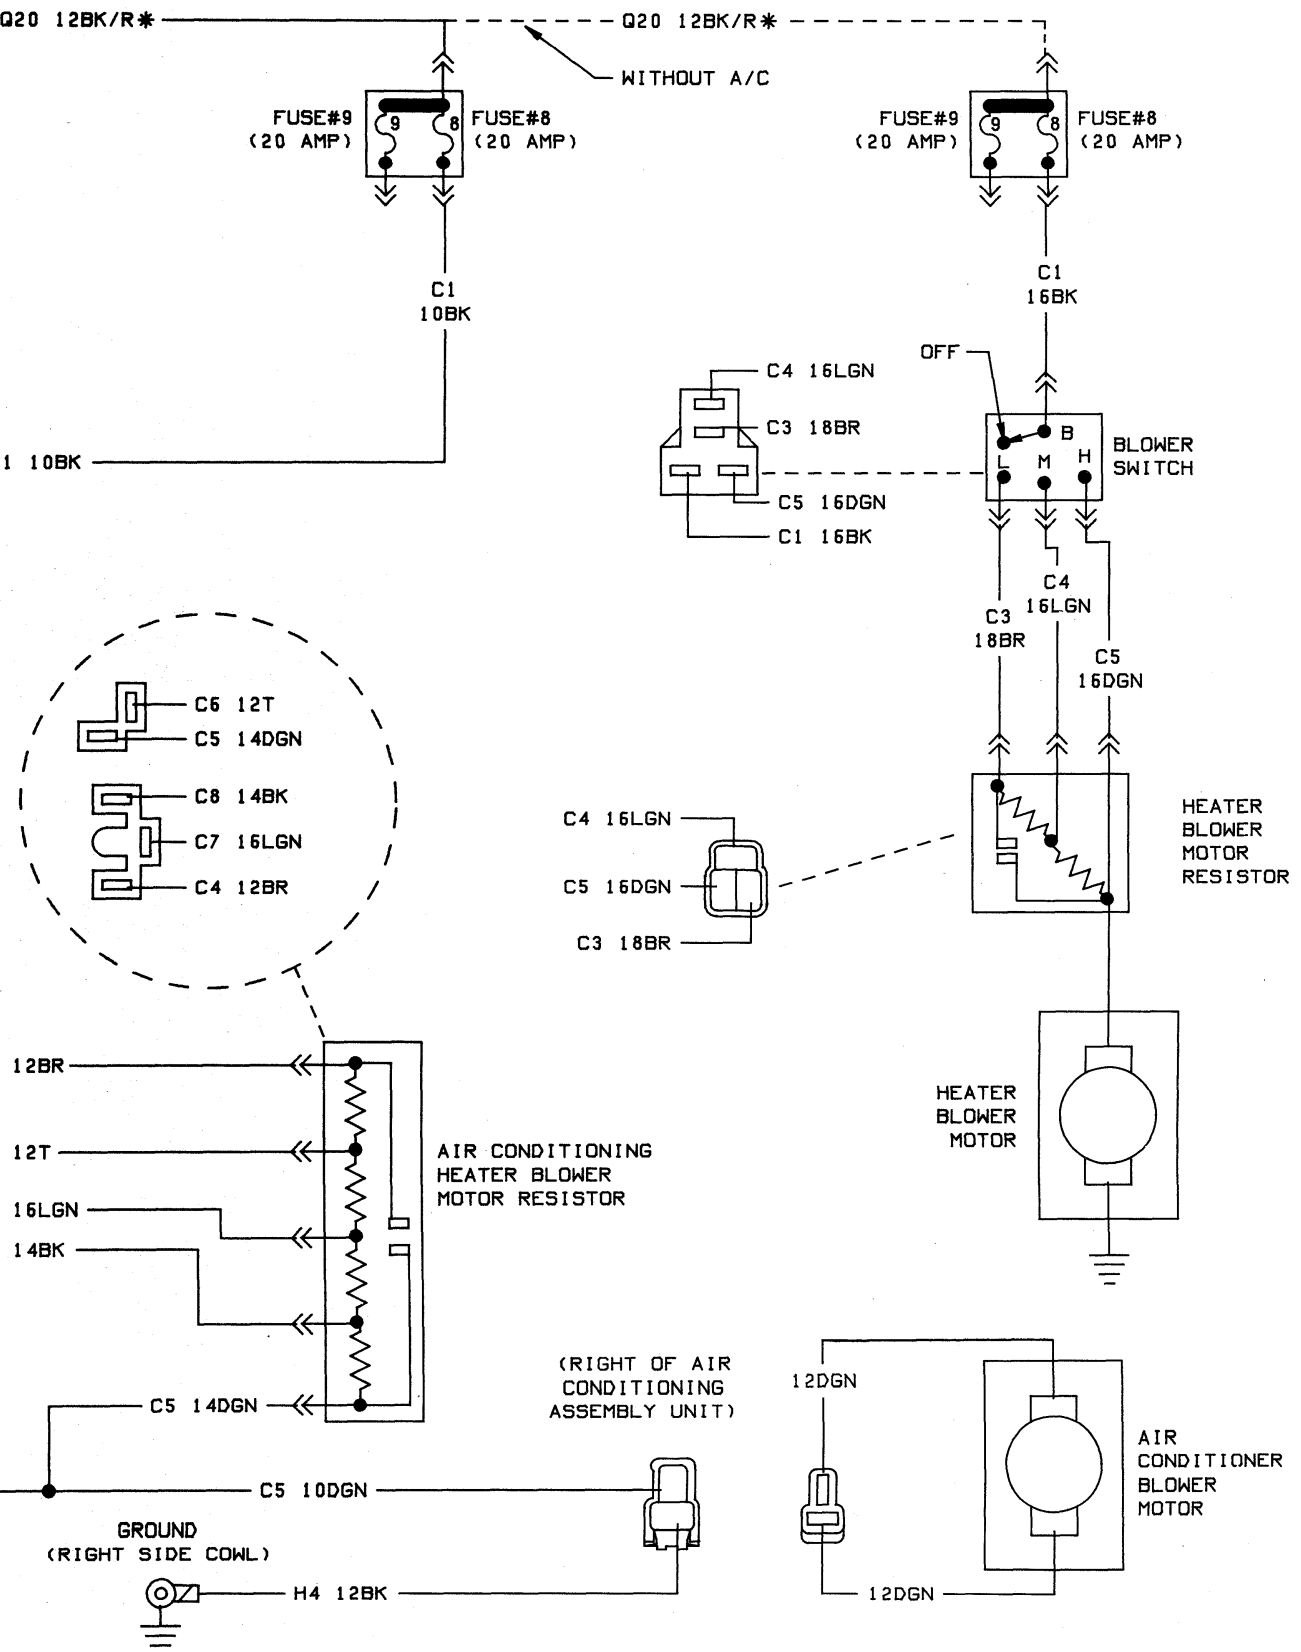 Q20 12BK/R*
Q20 12BK/R*
WITHOUT A/C
FUSE#9
(20 AMP)
9
8
FUSE#8
(20 AMP)
FUSE#9
(20 AMP)
9
8
FUSE#8
(20 AMP)
C1
10BK
C1
16BK
OFF
C4 16LGN
C3 18BR
B
L
M
H
BLOWER
SWITCH
1 10BK
C5 16DGN
C1 16BK
C3
18BR
C4
16LGN
C5
16DGN
C6 12T
C5 14DGN
C8 14BK
C7 16LGN
C4 12BR
C4 16LGN
C5 16DGN
C3 18BR
HEATER
BLOWER
MOTOR
RESISTOR
12BR
12T
16LGN
14BK
C5 14DGN
AIR CONDITIONING
HEATER BLOWER
MOTOR RESISTOR
HEATER
BLOWER
MOTOR
(RIGHT OF AIR
CONDITIONING
ASSEMBLY UNIT)
12DGN
AIR
CONDITIONER
BLOWER
MOTOR
C5 10DGN
GROUND
(RIGHT SIDE COWL)
H4 12BK
12DGN